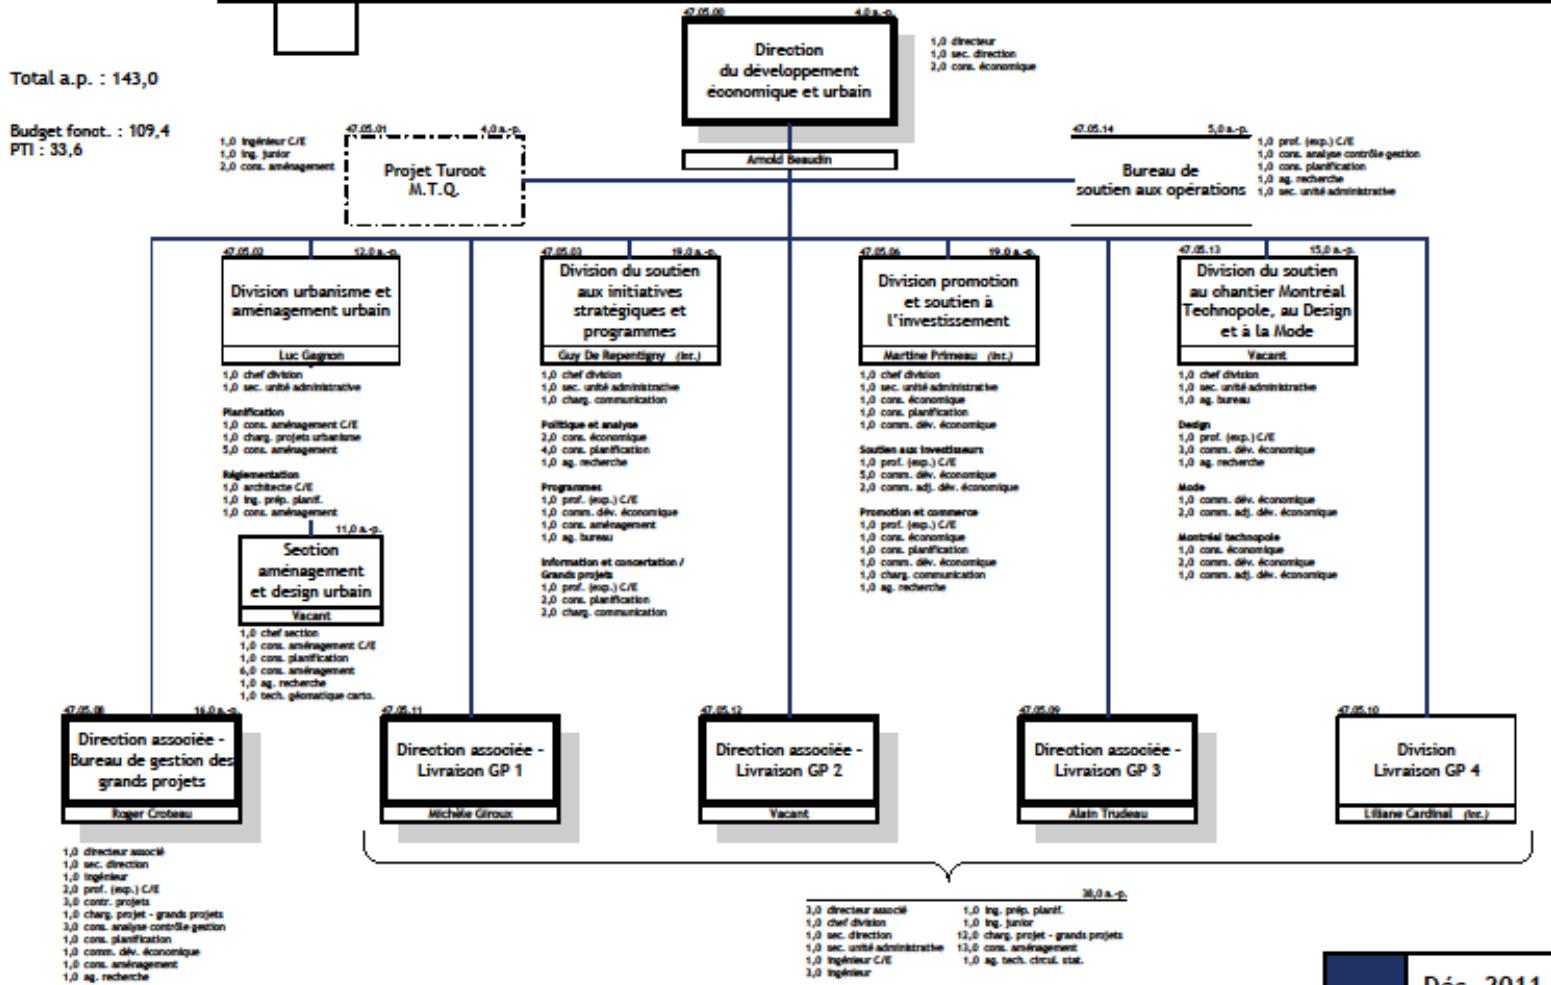 47.05.00 4,0 a.-p.
Direction
du développement
économique et urbain
Arnold Beaudin
1,0 directeur
1,0 sec. direction
2,0 cons. économique
Total a.p. : 143,0
Budget fonct. : 109,4
PTI : 33,6
1,0 ingénieur C/E
1,0 ing. junior
2,0 cons. aménagement
47.05.01 4,0 a.-p.
Projet Turcot
M.T.Q.
47.05.14 5,0 a.-p.
Bureau de
soutien aux opérations
1,0 prof. (exp.) C/E
1,0 cons. analyse contrôle gestion
1,0 cons. planification
1,0 ag. recherche
1,0 sec. unité administrative
47.05.02 12,0 a.-p.
Division urbanisme et
aménagement urbain
Luc Gagnon
1,0 chef division
1,0 sec. unité administrative
Planification
1,0 cons. aménagement C/E
1,0 charg. projets urbanisme
5,0 cons. aménagement
Réglementation
1,0 architecte C/E
1,0 ing. prép. planif.
1,0 cons. aménagement
11,0 a.-p.
Section
aménagement
et design urbain
Vacant
1,0 chef section
1,0 cons. aménagement C/E
1,0 cons. planification
6,0 cons. aménagement
1,0 ag. recherche
1,0 tech. géomatique carto.
47.05.03 19,0 a.-p.
Division du soutien
aux initiatives
stratégiques et
programmes
Guy De Repentigny (int.)
1,0 chef division
1,0 sec. unité administrative
1,0 charg. communication
Politique et analyse
2,0 cons. économique
4,0 cons. planification
1,0 ag. recherche
Programmes
1,0 prof. (exp.) C/E
1,0 comm. dév. économique
1,0 cons. aménagement
1,0 ag. bureau
Information et concertation /
Grands projets
1,0 prof. (exp.) C/E
2,0 cons. planification
2,0 charg. communication
47.05.06 19,0 a.-p.
Division promotion
et soutien à
l'investissement
Martine Primeau (int.)
1,0 chef division
1,0 sec. unité administrative
1,0 cons. économique
1,0 cons. planification
1,0 comm. dév. économique
Soutien aux investisseurs
1,0 prof. (exp.) C/E
5,0 comm. dév. économique
2,0 comm. adj. dév. économique
Promotion et commerce
1,0 prof. (exp.) C/E
1,0 cons. économique
1,0 cons. planification
1,0 comm. dév. économique
1,0 charg. communication
1,0 ag. recherche
47.05.13 15,0 a.-p.
Division du soutien
au chantier Montréal
Technopole, au Design
et à la Mode
Vacant
1,0 chef division
1,0 sec. unité administrative
1,0 ag. bureau
Design
1,0 prof. (exp.) C/E
3,0 comm. dév. économique
1,0 ag. recherche
Mode
1,0 comm. dév. économique
2,0 comm. adj. dév. économique
Montréal technopole
1,0 cons. économique
2,0 comm. dév. économique
1,0 comm. adj. dév. économique
47.05.08 16,0 a.-p.
Direction associée -
Bureau de gestion des
grands projets
Roger Croteau
1,0 directeur associé
1,0 sec. direction
1,0 ingénieur
2,0 prof. (exp.) C/E
3,0 contr. projets
1,0 charg. projet - grands projets
3,0 cons. analyse contrôle gestion
1,0 cons. planification
1,0 comm. dév. économique
1,0 cons. aménagement
1,0 ag. recherche
47.05.11
Direction associée -
Livraison GP 1
Michèle Giroux
47.05.12
Direction associée -
Livraison GP 2
Vacant
47.05.09
Direction associée -
Livraison GP 3
Alain Trudeau
47.05.10
Division
Livraison GP 4
Liliane Cardinal (int.)
38,0 a.-p.
3,0 directeur associé
1,0 chef division
1,0 sec. direction
1,0 sec. unité administrative
1,0 ingénieur C/E
3,0 ingénieur
1,0 ing. prép. planif.
1,0 ing. junior
12,0 charg. projet - grands projets
13,0 cons. aménagement
1,0 ag. tech. circul. stat.
Déc. 2011